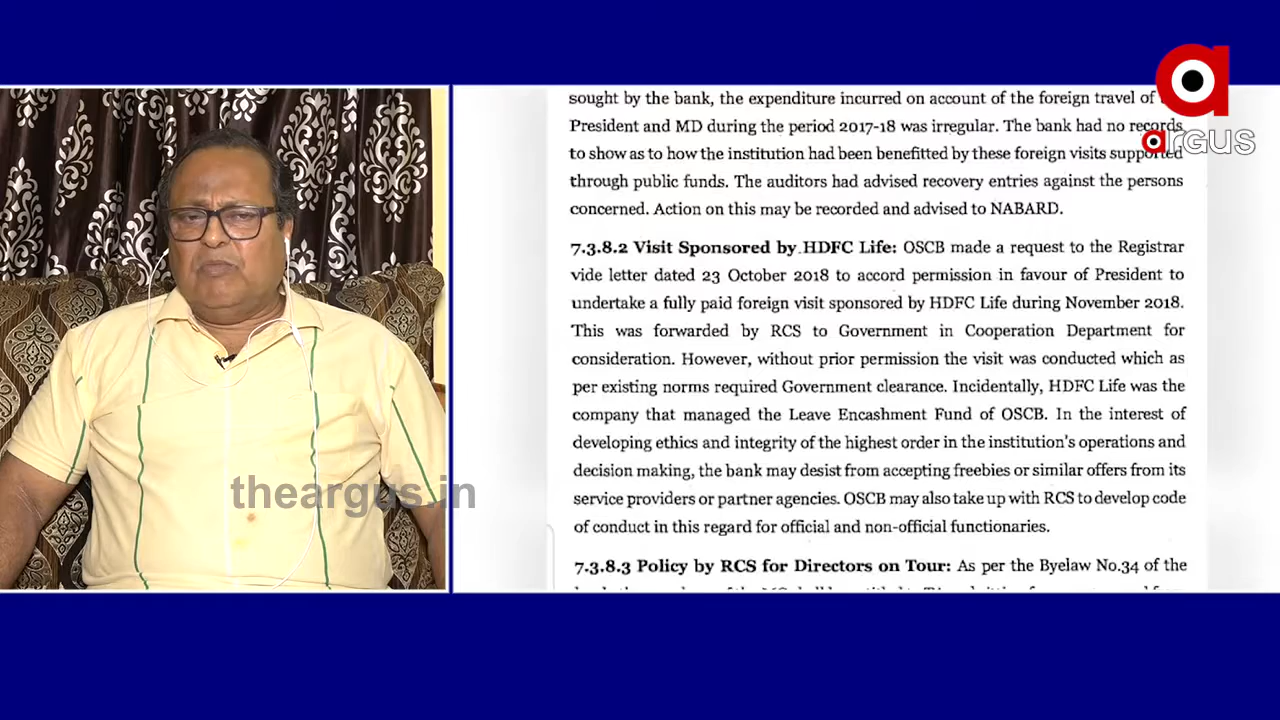 sought by the bank, the expenditure incurred on account of the foreign travel of
President and MD during the period 2017-18 was irregular. The bank had no records
to show as to how the institution had been benefitted by these foreign visits supported
through public funds. The auditors had advised recovery entries against the persons
concerned. Action on this may be recorded and advised to NABARD.
7.3.8.2 Visit Sponsored by HDFC Life: OSCB made a request to the Registrar
vide letter dated 23 October 2018 to accord permission in favour of President to
undertake a fully paid foreign visit sponsored by HDFC Life during November 2018.
This was forwarded by RCS to Government in Cooperation Department for
consideration. However, without prior permission the visit was conducted which as
per existing norms required Government clearance. Incidentally, HDFC Life was the
company that managed the Leave Encashment Fund of OSCB. In the interest of
developing ethics and integrity of the highest order in the institution's operations and
decision making, the bank may desist from accepting freebies or similar offers from its
service providers or partner agencies. OSCB may also take up with RCS to develop code
of conduct in this regard for official and non-official functionaries.
7.3.8.3 Policy by RCS for Directors on Tour: As per the Byelaw No.34 of the
a
argus
theargus.in